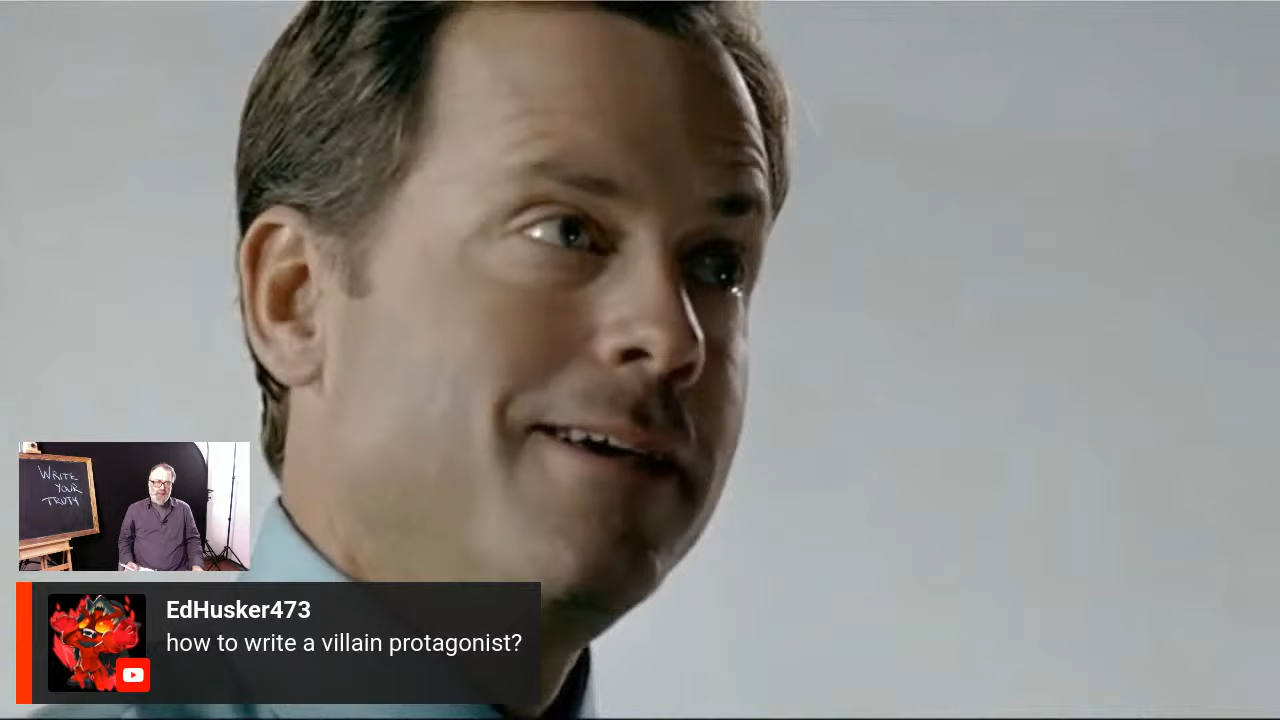 WRITE
YOUR
TRUTH
EdHusker473
how to write a villain protagonist?